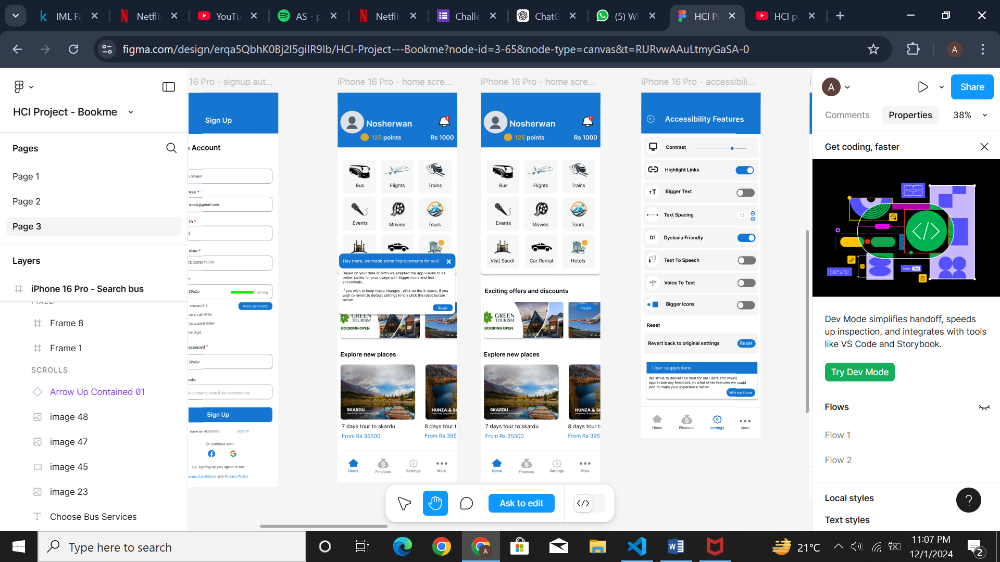 IML Fa
Netfli
YouTu
AS - p
Netfli
Challe
ChatG
(5) Wh
HCI P
HCI p
figma.com/design/erqa5QbhK0Bj2l5giIR9Ib/HCI-Project---Bookme?node-id=3-65&node-type=canvas&t=RURvwAAuLtmyGaSA-0
A
HCI Project - Bookme
Pages
Page 1
Page 2
Page 3
Layers
iPhone 16 Pro - Search bus
FIXED
Frame 8
Frame 1
SCROLLS
Arrow Up Contained 01
image 48
image 47
image 45
image 23
Choose Bus Services
16 Pro - signup aut...
Sign Up
Account
Shaikh
ess *
sheik@gmail.com
th *
2
mber*
2 3009219508
*
ZPoQv
Strong
characters
Auto-generate
ne small letter
ne capital letter
ne digit
assword *
ZPoQv
ode
er a referral code if you recieved one
Sign Up
have an account?
Sign In
Or continue with
By signing up you agree to our
erms Conditions and Privacy Policy
iPhone 16 Pro - home scre...
Nosherwan
1
125 points
Rs 1000
Bus
Flights
Trains
Events
Movies
Tours
Hey there, we made some improvements for you!
Based on your date of birth we adapted the app visuals to be
better suited for your usage with bigger icons and text
accordingly.
If you wish to keep these changes , click on the X above, if you
wish to revert to default settings kindly click the reset button
below.
Reset
GREEN
TOURISM
BOOKING OPEN
Explore new places
SKARDU
HUNZA & SK
7 days tour to skardu
From Rs 35500
8 days tour t
From Rs 395
Home
Finances
Settings
More
iPhone 16 Pro - home scre...
Nosherwan
1
125 points
Rs 1000
Bus
Flights
Trains
Events
Movies
Tours
Visit Saudi
Car Rental
Hotels
Exciting offers and discounts
GREEN
TOURISM
BOOKING OPEN
Reset
Explore new places
SKARDU
HUNZA & SK
7 days tour to skardu
From Rs 35500
8 days tour t
From Rs 395
Home
Finances
Settings
More
iPhone 16 Pro - accessibili...
Accessibility Features
Contrast
Highlight Links
TT
Bigger Text
Text Spacing
1.1
Df
Dyslexia Friendly
Text To Speech
Voice To Text
Bigger Icons
Reset
Revert back to original settings
Reset
User suggestions
We strive to deliver the best for our users and would
appreciate any feedback on what other features we could
add to make your experience better
Take me there
Home
Finances
Settings
More
Ask to edit
A
Share
Comments
Properties
38%
Get coding, faster
Height 25px
Dev Mode simplifies handoff, speeds
up inspection, and integrates with tools
like VS Code and Storybook.
Try Dev Mode
Flows
Flow 1
Flow 2
Local styles
Text styles
?
Type here to search
21°C
11:07 PM
12/1/2024
2